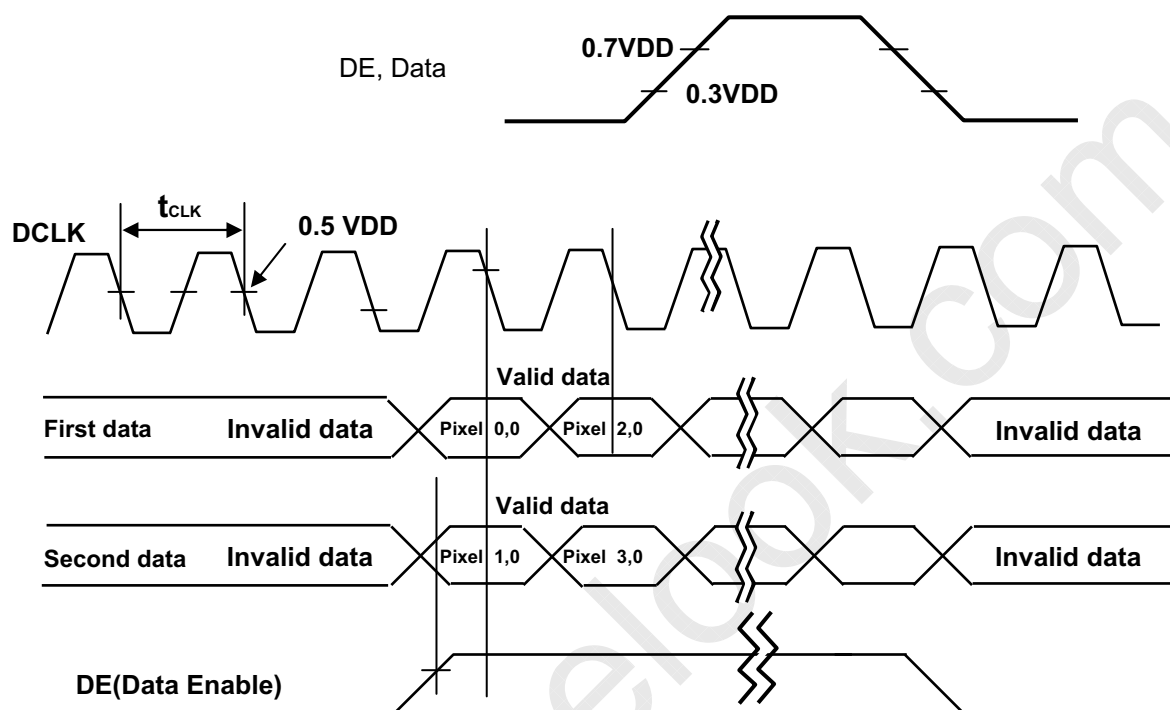 0.7VDD
DE, Data
0.3VDD
tCLK
0.5 VDD
DCLK
Valid data
First data Invalid data Pixel 0,0 Pixel 2,0 Invalid data
Valid data
Second data Invalid data Pixel 1,0 Pixel 3,0 Invalid data
DE(Data Enable)
elook.com